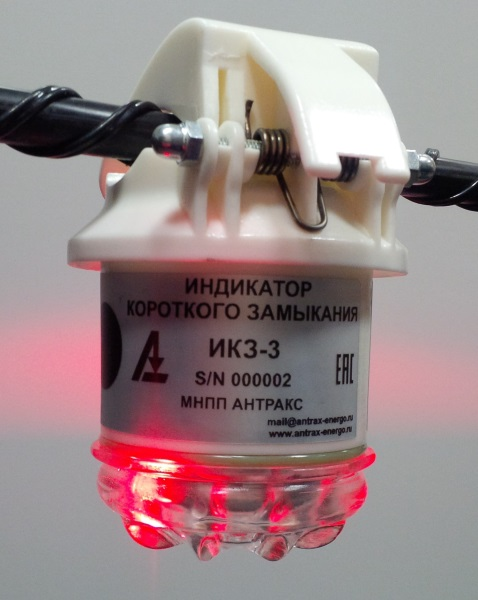 ИНДИКАТОР
КОРОТКОГО ЗАМЫКАНИЯ
ИКЗ-3
S/N 000002
МНПП АНТРАКС
EAC
mail@antrax-energo.ru
www.antrax-energo.ru